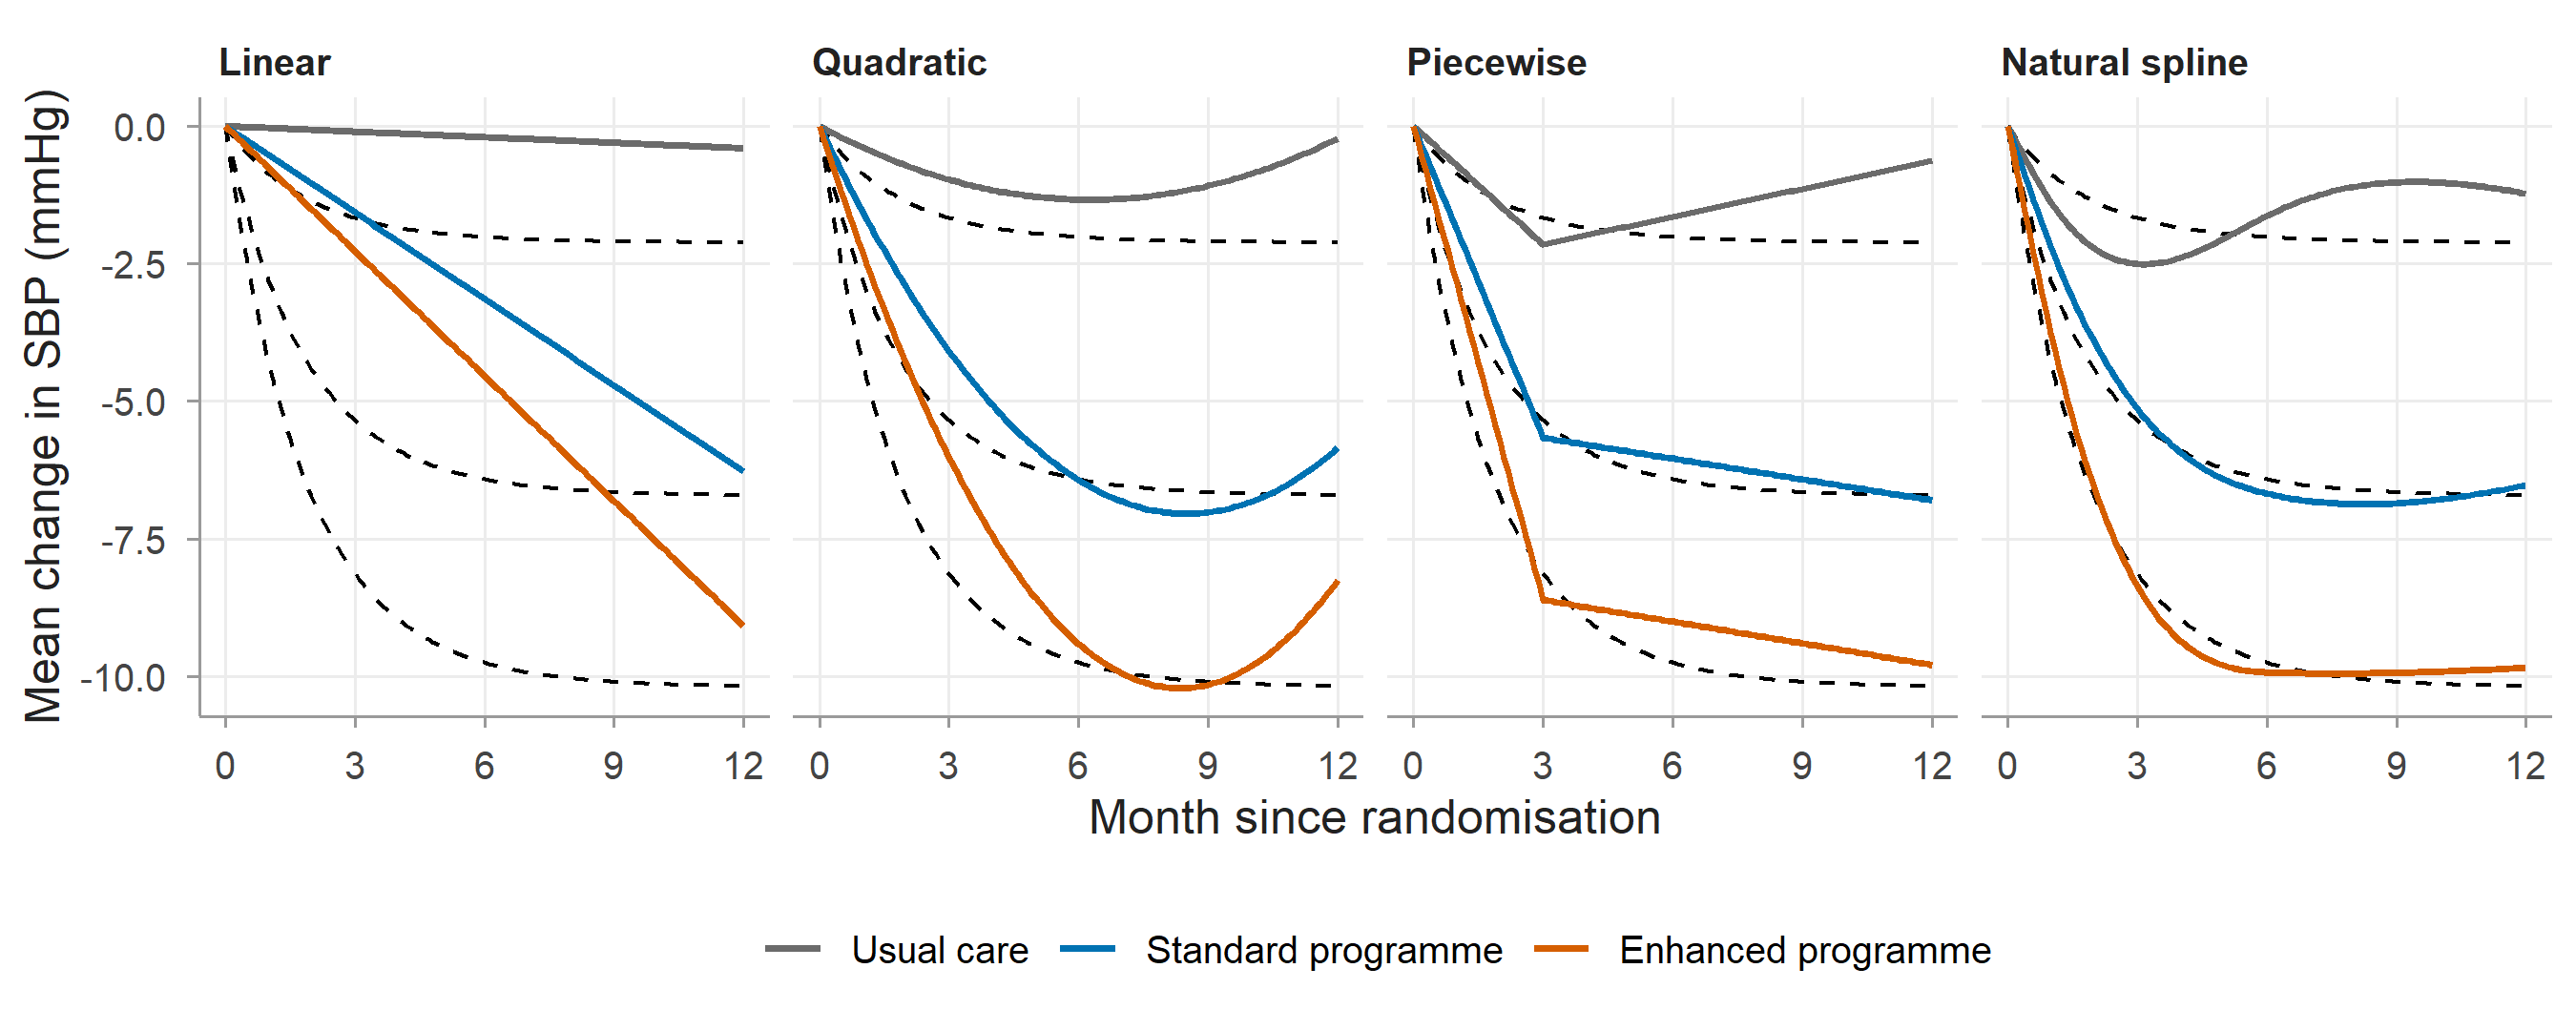 Linear Quadratic Piecewise Natural spline
Mean change in SBP (mmHg)
0.0
-2.5
-5.0
-7.5
-10.0
0 3 6 9 12 0 3 6 9 12 0 3 6 9 12 0 3 6 9 12
Month since randomisation
Usual care Standard programme Enhanced programme